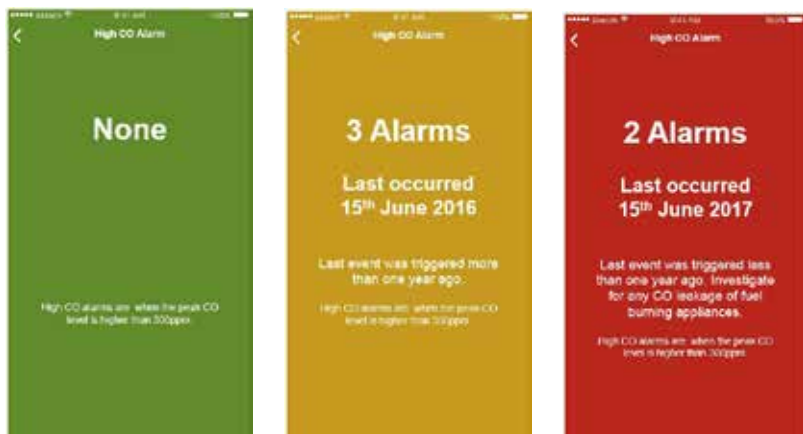 High CO Alarm
None
High CO alarms are when the peak CO
level is higher than 300ppm
High CO Alarm
3 Alarms
Last occurred
15th June 2016
Last event was triggered more
than one year ago.
High CO alarms are when the peak CO
level is higher than 300ppm
High CO Alarm
2 Alarms
Last occurred
15th June 2017
Last event was triggered less
than one year ago. Investigate
for any CO leakage of fuel
burning appliances.
High CO alarms are when the peak CO
level is higher than 300ppm